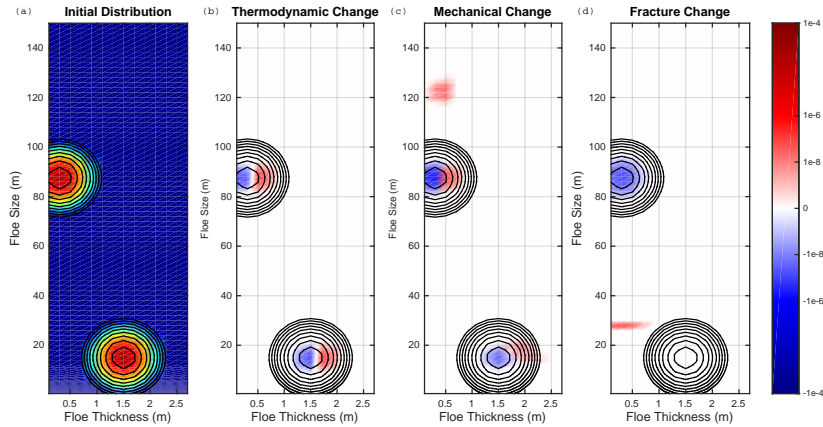 (a) Initial Distribution (b) Thermodynamic Change (c) Mechanical Change (d) Fracture Change
140
120
100
80
60
40
20
Floe Size (m)
0.5 1 1.5 2 2.5
Floe Thickness (m)
140
120
100
80
60
40
20
Floe Size (m)
0.5 1 1.5 2 2.5
Floe Thickness (m)
140
120
100
80
60
40
20
Floe Size (m)
0.5 1 1.5 2 2.5
Floe Thickness (m)
140
120
100
80
60
40
20
Floe Size (m)
0.5 1 1.5 2 2.5
Floe Thickness (m)
1e-4
1e-6
1e-8
0
-1e-8
-1e-6
-1e-4